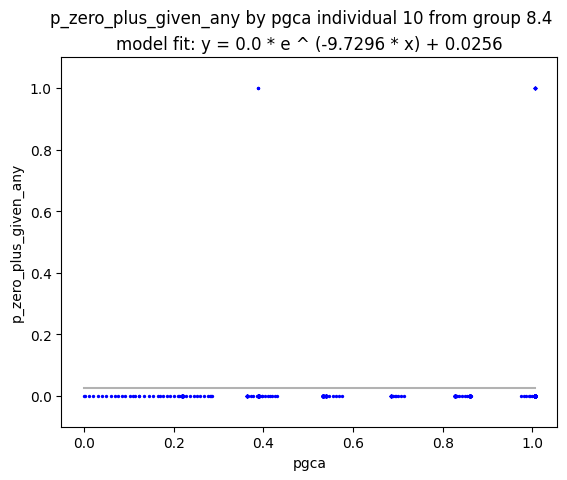 p_zero_plus_given_any by pgca individual 10 from group 8.4
model fit: y = 0.0 * e ^ (-9.7296 * x) + 0.0256
1.0
0.8
0.6
0.4
0.2
0.0
p_zero_plus_given_any
0.0 0.2 0.4 0.6 0.8 1.0
pgca